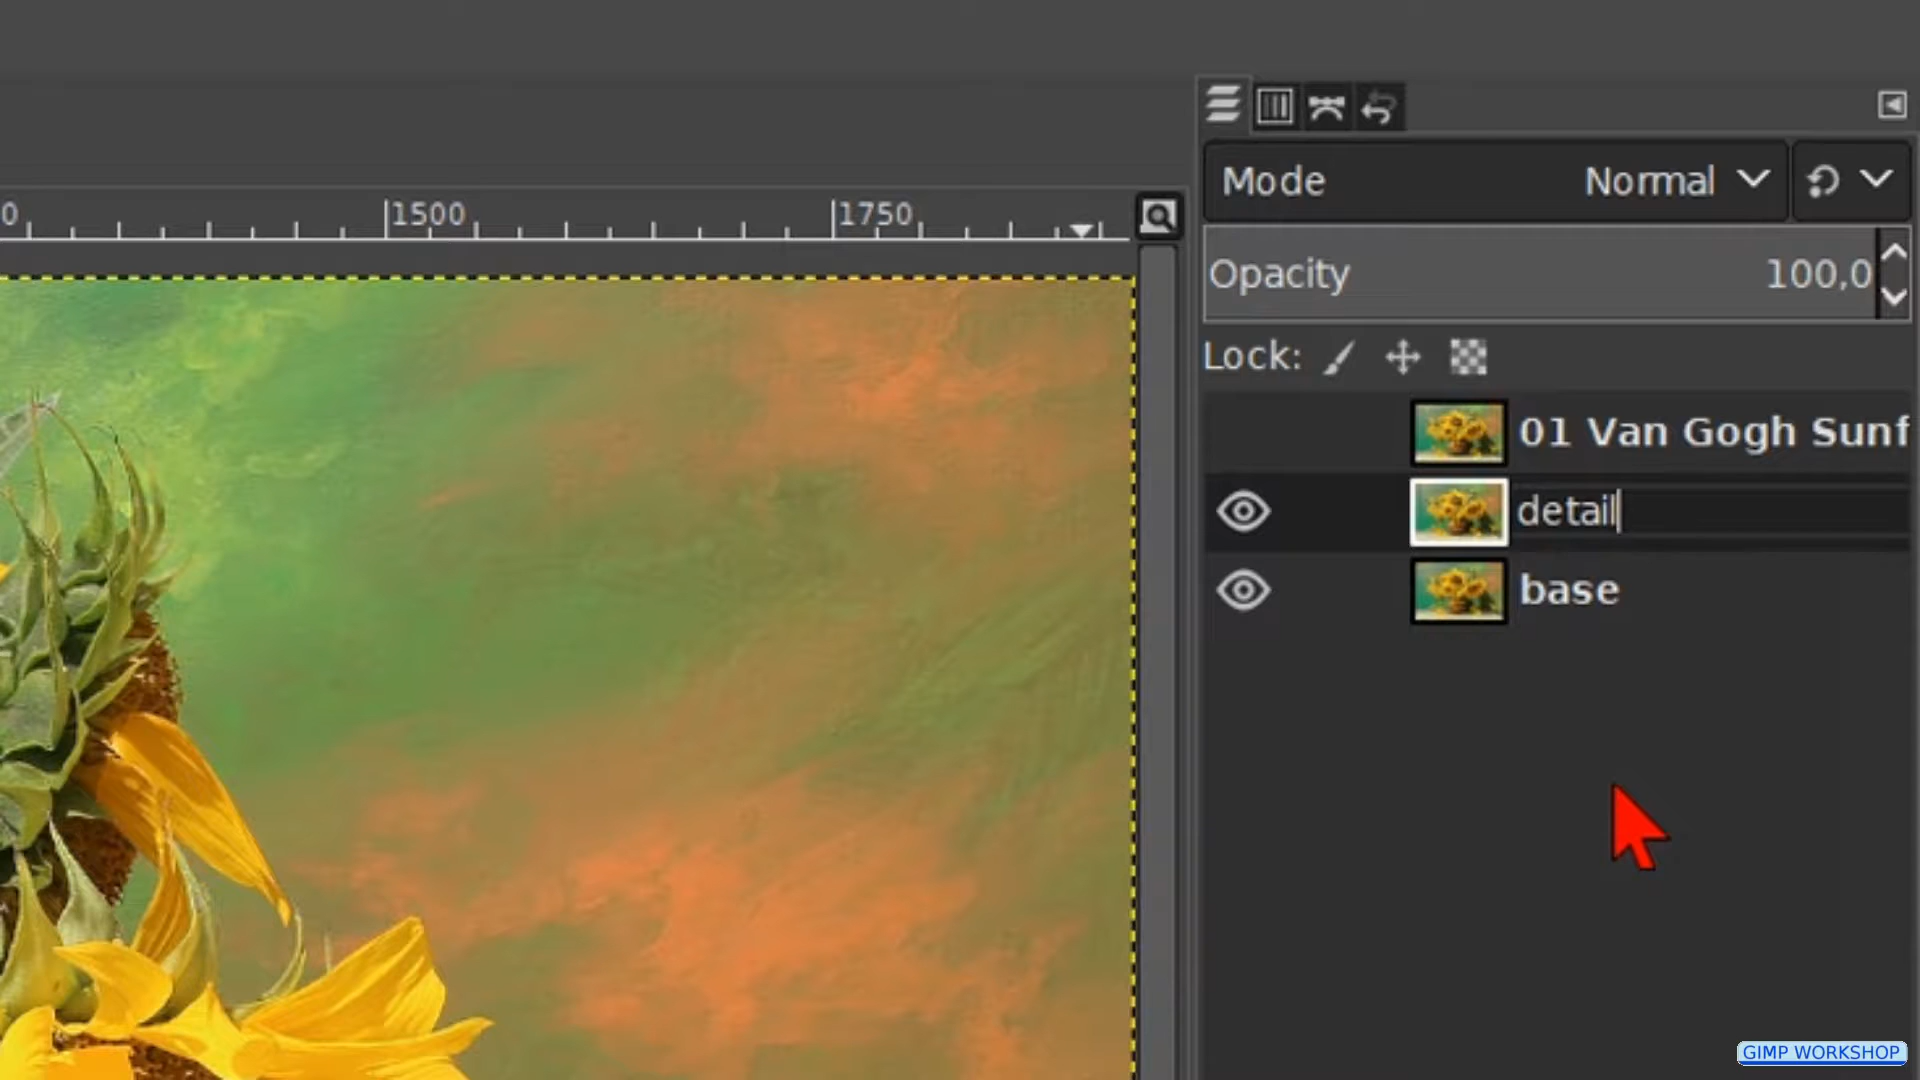 Mode Normal
0 1500 1750
Opacity 100,0
Lock:
01 Van Gogh Sunf
detail
base
GIMP WORKSHOP